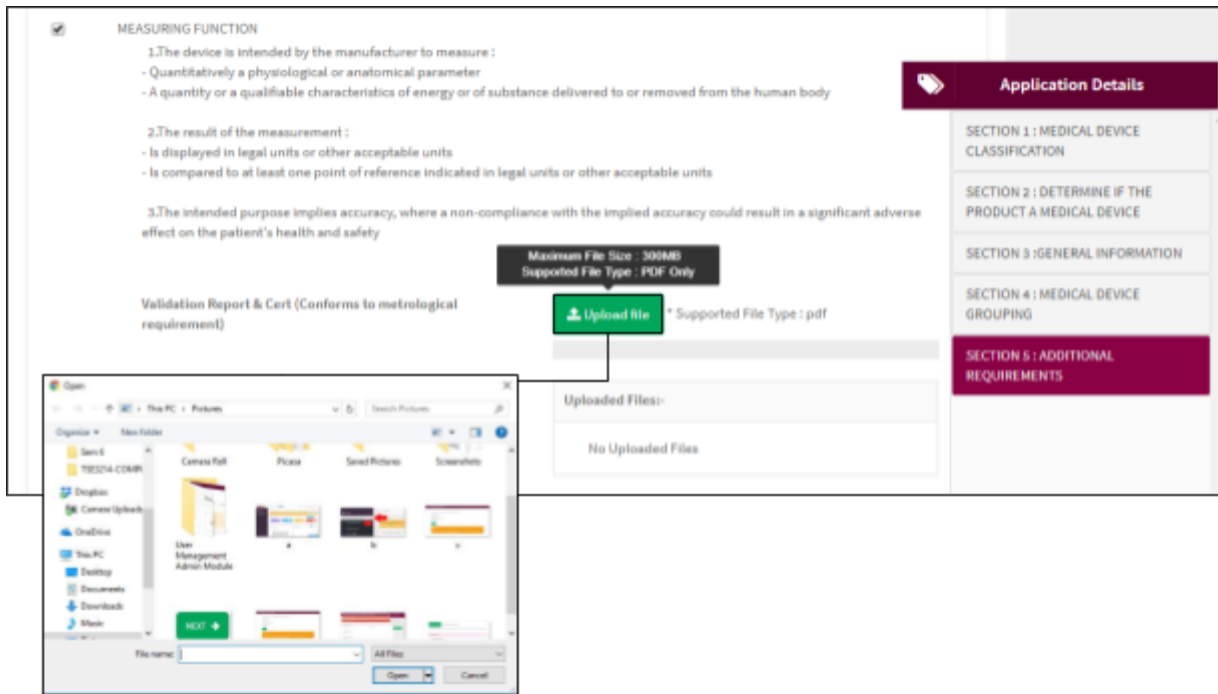 MEASURING FUNCTION
1.The device is intended by the manufacturer to measure :
- Quantitatively a physiological or anatomical parameter
- A quantity or a qualifiable characteristics of energy or of substance delivered to or removed from the human body
2.The result of the measurement :
- Is displayed in legal units or other acceptable units
- Is compared to at least one point of reference indicated in legal units or other acceptable units
3.The intended purpose implies accuracy, where a non-compliance with the implied accuracy could result in a significant adverse
effect on the patient's health and safety
Maximum File Size : 300MB
Supported File Type : PDF Only
Validation Report & Cert (Conforms to metrological
requirement)
Upload file
* Supported File Type : pdf
Uploaded Files:-
No Uploaded Files
Application Details
SECTION 1 : MEDICAL DEVICE
CLASSIFICATION
SECTION 2 : DETERMINE IF THE
PRODUCT A MEDICAL DEVICE
SECTION 3 :GENERAL INFORMATION
SECTION 4 : MEDICAL DEVICE
GROUPING
SECTION 5 : ADDITIONAL
REQUIREMENTS
Open
This PC › Pictures
Search Pictures
Organize
New folder
Sem 6
Dropbox
Camera Uploads
OneDrive
This PC
Desktop
Documents
Downloads
Music
Camera Roll
Picasa
Saved Pictures
Screenshots
User
Management
Admin Module
a
b
c
NEXT
File name:
All Files
Open
Cancel